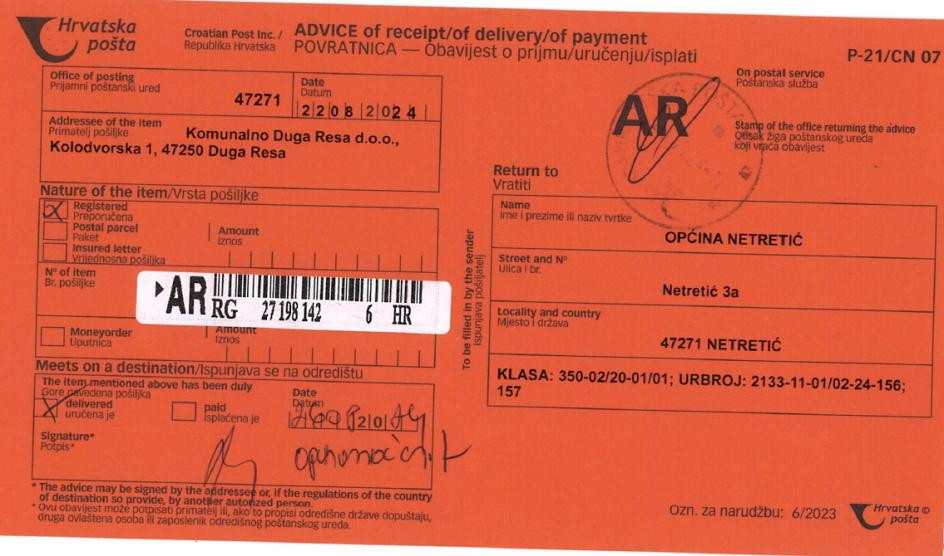 Hrvatska
pošta
Croatian Post Inc. /
Republika Hrvatska
ADVICE of receipt/of delivery/of payment
POVRATNICA — Obavijest o prijmu/uručenju/isplati
P-21/CN 07
Office of posting
Prijamni poštanski ured
47271
Date
Datum
22 08 2024
Addressee of the item
Primatelj pošiljke
Komunalno Duga Resa d.o.o.,
Kolodvorska 1, 47250 Duga Resa
Nature of the item/Vrsta pošiljke
Registered
Preporučena
Postal parcel
Paket
Insured letter
Vrijednosna pošiljka
Amount
Iznos
Nº of item
Br. pošiljke
AR RG 27 198 142 6 HR
Moneyorder
Uputnica
Amount
Iznos
Meets on a destination/Ispunjava se na odredištu
The item mentioned above has been duly
Gore navedena pošiljka
delivered
uručena je
paid
isplaćena je
Date
Datum
Signature*
Potpis*
* The advice may be signed by the addressee or, if the regulations of the country
of destination so provide, by another autorized person.
* Ovu obavijest može potpisati primatelj ili, ako to propisi odredišne države dopuštaju,
druga ovlaštena osoba ili zaposlenik odredišnog poštanskog ureda.
To be filled in by the sender
Ispunjava pošiljatelj
On postal service
Poštanska služba
AR
Stamp of the office returning the advice
Otisak žiga poštanskog ureda
koji vraća obavijest
Return to
Vratiti
Name
Ime i prezime ili naziv tvrtke
OPĆINA NETRETIĆ
Street and Nº
Ulica i br.
Netretić 3a
Locality and country
Mjesto i država
47271 NETRETIĆ
KLASA: 350-02/20-01/01; URBROJ: 2133-11-01/02-24-156;
157
Ozn. za narudžbu: 6/2023
Hrvatska
pošta